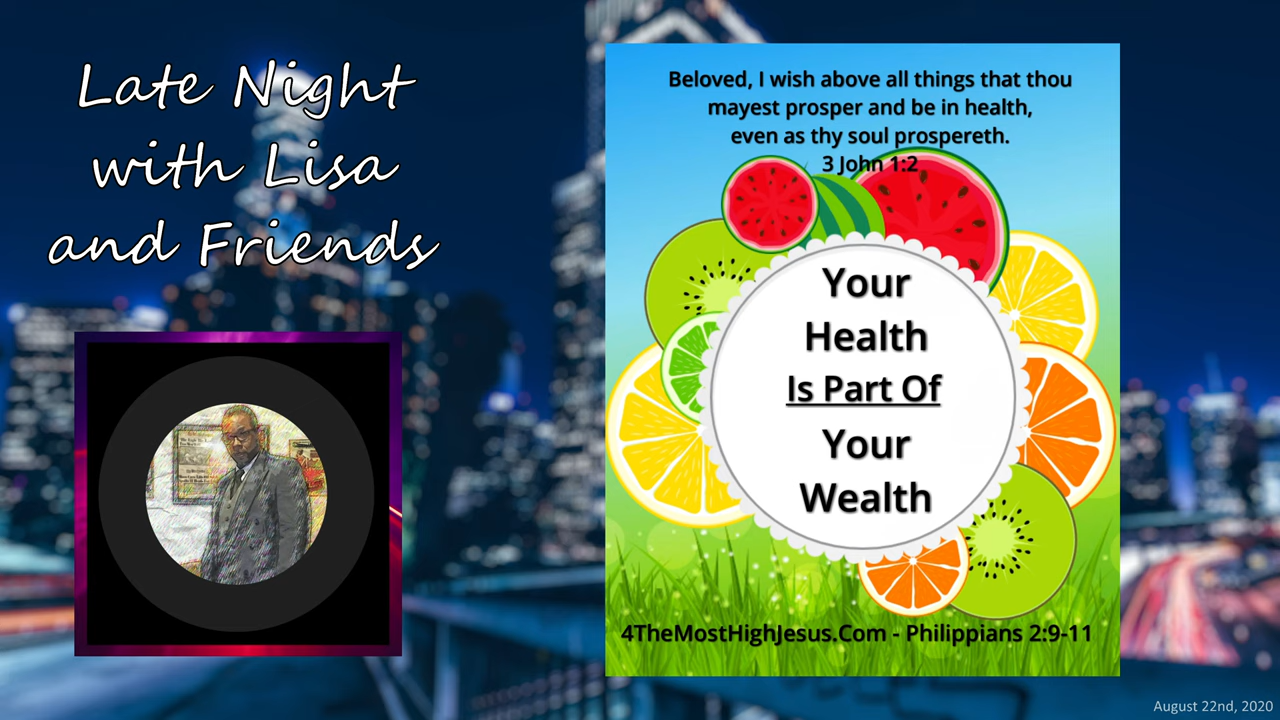 Late Night
with Lisa
and Friends
Beloved, I wish above all things that thou
mayest prosper and be in health,
even as thy soul prospereth.
3 John 1:2
Your
Health
Is Part Of
Your
Wealth
4TheMostHighJesus.Com - Philippians 2:9-11
August 22nd, 2020